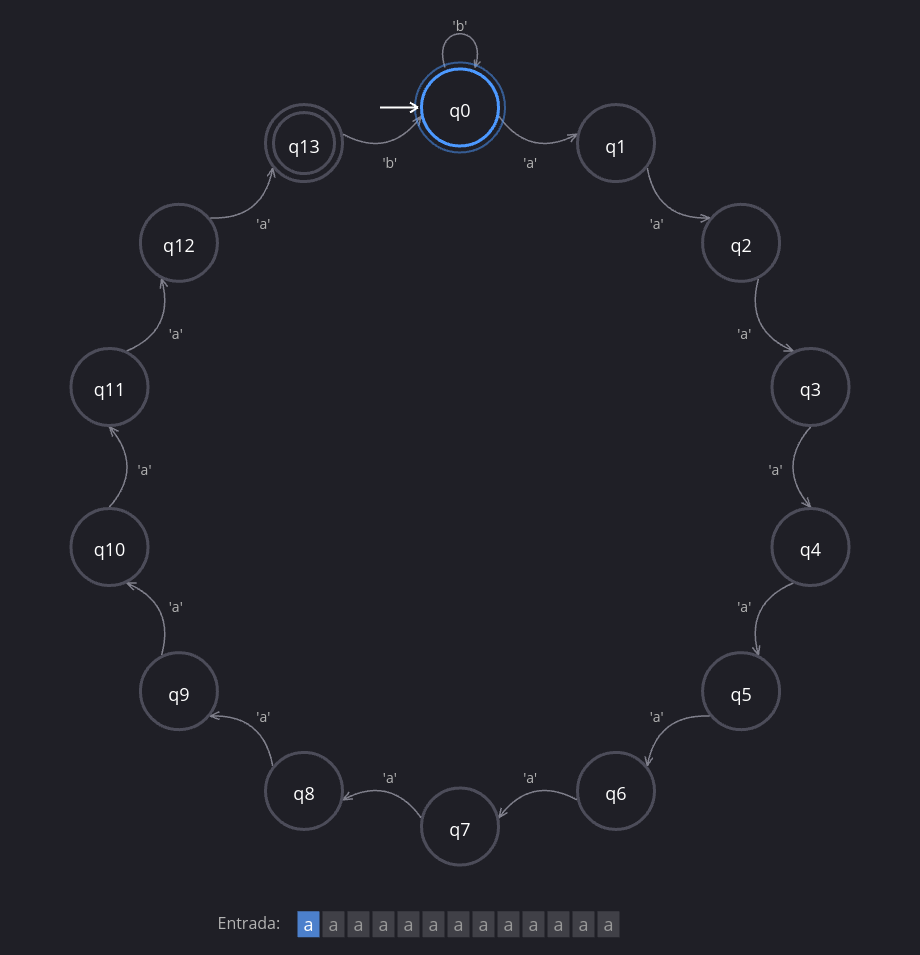 'b'
q0
q13
q1
'b'
'a'
'a'
'a'
q12
q2
'a'
'a'
q11
q3
'a'
'a'
q10
q4
'a'
'a'
q9
q5
'a'
'a'
'a'
'a'
q8
q6
q7
Entrada: a a a a a a a a a a a a a